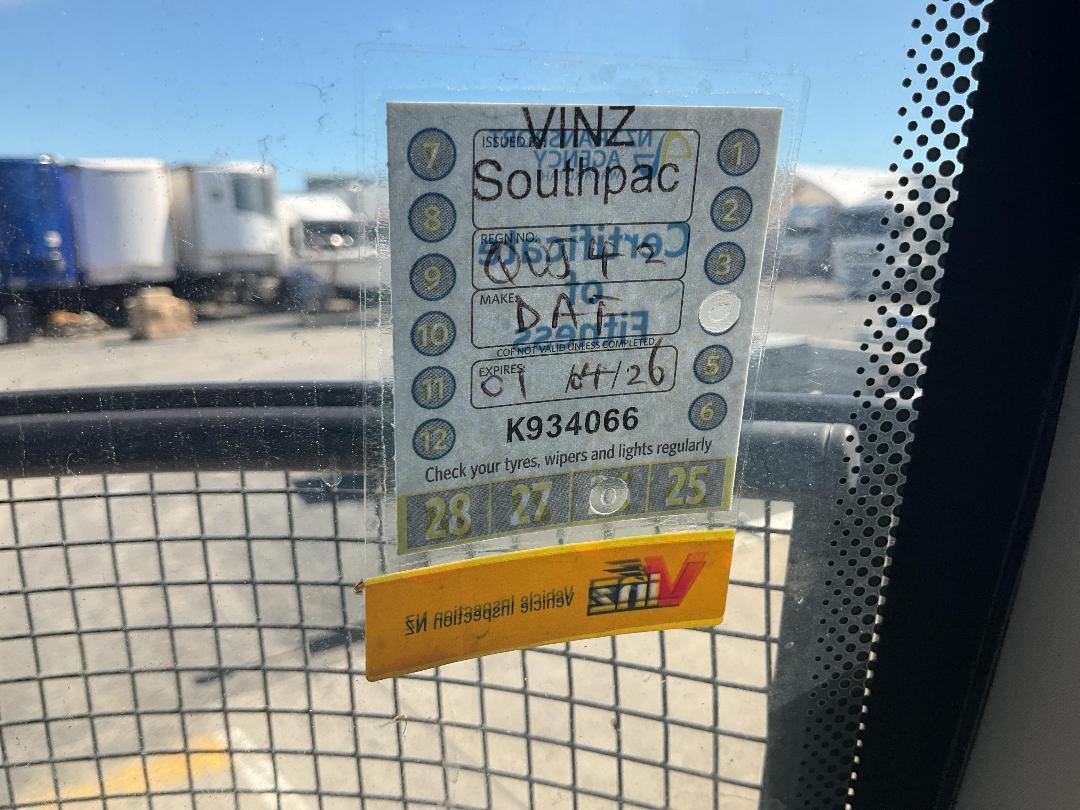 VINZ
ISSUED BY
Southpac
NZ TRANSPORT
AGENCY
REGN NO:
QWJ42
Certificate
of
Fitness
MAKE:
DAF
COF NOT VALID UNLESS COMPLETED
EXPIRES:
01 /04/26
K934066
Check your tyres, wipers and lights regularly
7
8
9
10
11
12
1
2
3
5
6
28 27 25
Vehicle Inspection NZ
VINZ